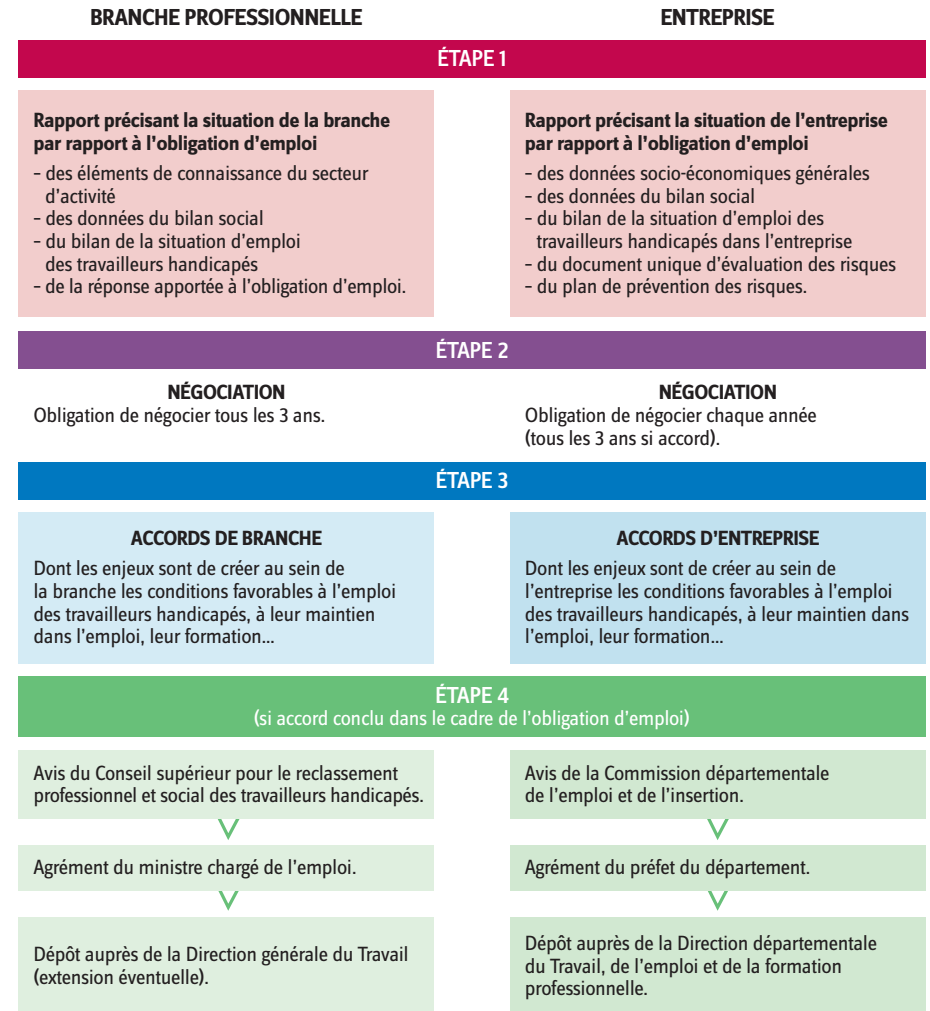 BRANCHE PROFESSIONNELLE
ENTREPRISE
ÉTAPE 1
Rapport précisant la situation de la branche
par rapport à l'obligation d'emploi
– des éléments de connaissance du secteur
d'activité
– des données du bilan social
– du bilan de la situation d'emploi
des travailleurs handicapés
– de la réponse apportée à l'obligation d'emploi.
Rapport précisant la situation de l'entreprise
par rapport à l'obligation d'emploi
– des données socio-économiques générales
– des données du bilan social
– du bilan de la situation d'emploi des
travailleurs handicapés dans l'entreprise
– du document unique d'évaluation des risques
– du plan de prévention des risques.
ÉTAPE 2
NÉGOCIATION
Obligation de négocier tous les 3 ans.
NÉGOCIATION
Obligation de négocier chaque année
(tous les 3 ans si accord).
ÉTAPE 3
ACCORDS DE BRANCHE
Dont les enjeux sont de créer au sein de
la branche les conditions favorables à l'emploi
des travailleurs handicapés, à leur maintien
dans l'emploi, leur formation...
ACCORDS D'ENTREPRISE
Dont les enjeux sont de créer au sein de
l'entreprise les conditions favorables à l'emploi
des travailleurs handicapés, à leur maintien dans
l'emploi, leur formation...
ÉTAPE 4
(si accord conclu dans le cadre de l'obligation d'emploi)
Avis du Conseil supérieur pour le reclassement
professionnel et social des travailleurs handicapés.
Avis de la Commission départementale
de l'emploi et de l'insertion.
Agrément du ministre chargé de l'emploi.
Agrément du préfet du département.
Dépôt auprès de la Direction générale du Travail
(extension éventuelle).
Dépôt auprès de la Direction départementale
du Travail, de l'emploi et de la formation
professionnelle.